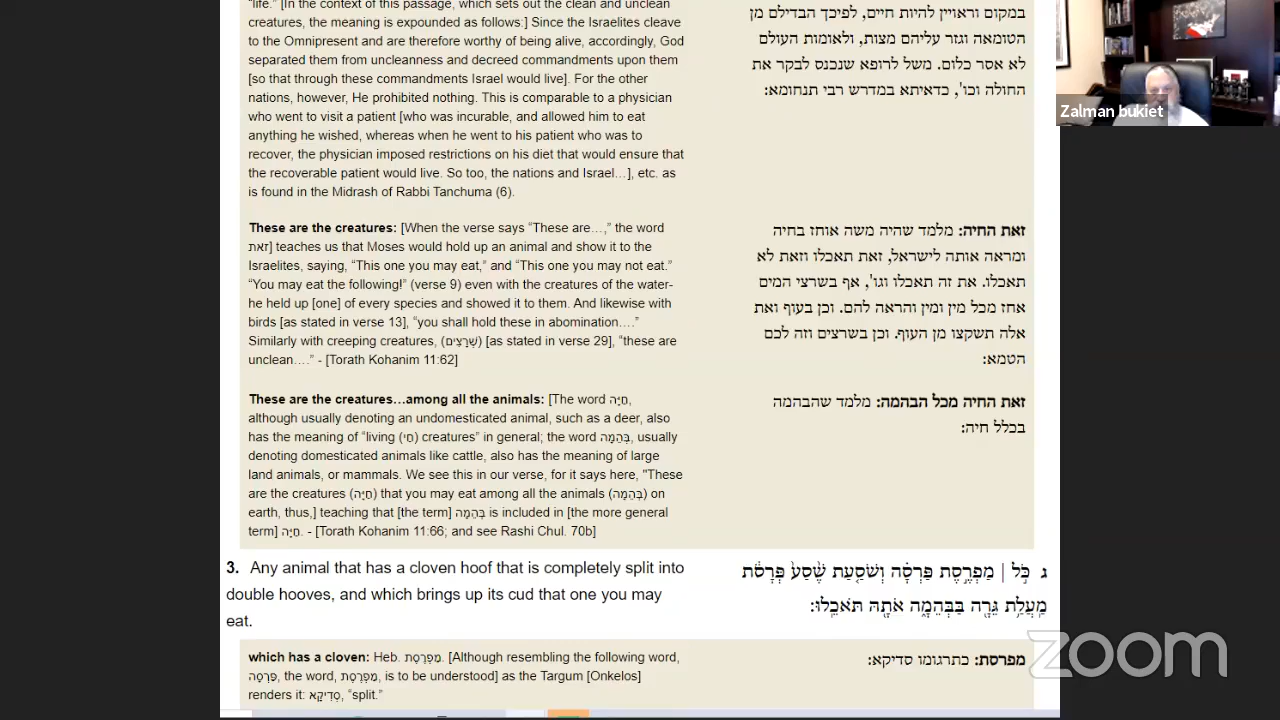 "life." [In the context of this passage, which sets out the clean and unclean
creatures, the meaning is expounded as follows:] Since the Israelites cleave
to the Omnipresent and are therefore worthy of being alive, accordingly, God
separated them from uncleanness and decreed commandments upon them
[so that through these commandments Israel would live]. For the other
nations, however, He prohibited nothing. This is comparable to a physician
who went to visit a patient [who was incurable, and allowed him to eat
anything he wished, whereas when he went to his patient who was to
recover, the physician imposed restrictions on his diet that would ensure that
the recoverable patient would live. So too, the nations and Israel…], etc. as
is found in the Midrash of Rabbi Tanchuma (6).
במקום וראויין להיות חיים, לפיכך הבדילם מן
הטומאה וגזר עליהם מצות, ולאומות העולם
לא אסר כלום. משל לרופא שנכנס לבקר את
החולה וכו', כדאיתא במדרש רבי תנחומא:
These are the creatures: [When the verse says “These are…,” the word
זאת] teaches us that Moses would hold up an animal and show it to the
Israelites, saying, “This one you may eat,” and “This one you may not eat.”
“You may eat the following!” (verse 9) even with the creatures of the water-
he held up [one] of every species and showed it to them. And likewise with
birds [as stated in verse 13], “you shall hold these in abomination….”
Similarly with creeping creatures, (שְׁרָצִים) [as stated in verse 29], “these are
unclean….” - [Torath Kohanim 11:62]
זאת החיה: מלמד שהיה משה אוחז בחיה
ומראה אותה לישראל, זאת תאכלו וזאת לא
תאכלו. את זה תאכלו וגו', אף בשרצי המים
אחז מכל מין ומין והראה להם. וכן בעוף ואת
אלה תשקצו מן העוף. וכן בשרצים וזה לכם
הטמא:
These are the creatures…among all the animals: [The word חַיָּה,
although usually denoting an undomesticated animal, such as a deer, also
has the meaning of “living (חַי) creatures” in general; the word בְּהֵמָה, usually
denoting domesticated animals like cattle, also has the meaning of large
land animals, or mammals. We see this in our verse, for it says here, "These
are the creatures (חַיָּה) that you may eat among all the animals (בְּהֵמָה) on
earth, thus,] teaching that [the term] בְּהֵמָה is included in [the more general
term] חַיָּה. - [Torath Kohanim 11:66; and see Rashi Chul. 70b]
זאת החיה מכל הבהמה: מלמד שהבהמה
בכלל חיה:
3. Any animal that has a cloven hoof that is completely split into
double hooves, and which brings up its cud that one you may
eat.
ג כֹּ֣ל | מַפְרֶ֣סֶת פַּרְסָ֗ה וְשֹׁסַ֤עַת שֶׁ֨סַע֙ פְּרָסֹ֔ת
מַֽעֲלַ֥ת גֵּרָ֖ה בַּבְּהֵמָ֑ה אֹתָ֖הּ תֹּאכֵֽלוּ:
which has a cloven: Heb. מַפְרֶסֶת. [Although resembling the following word,
פַּרְסָה, the word, מַפְרֶסֶת, is to be understood] as the Targum [Onkelos]
renders it: סְדִיקָא, “split.”
מפרסת: כתרגומו סדיקא:
Zalman bukiet
zoom